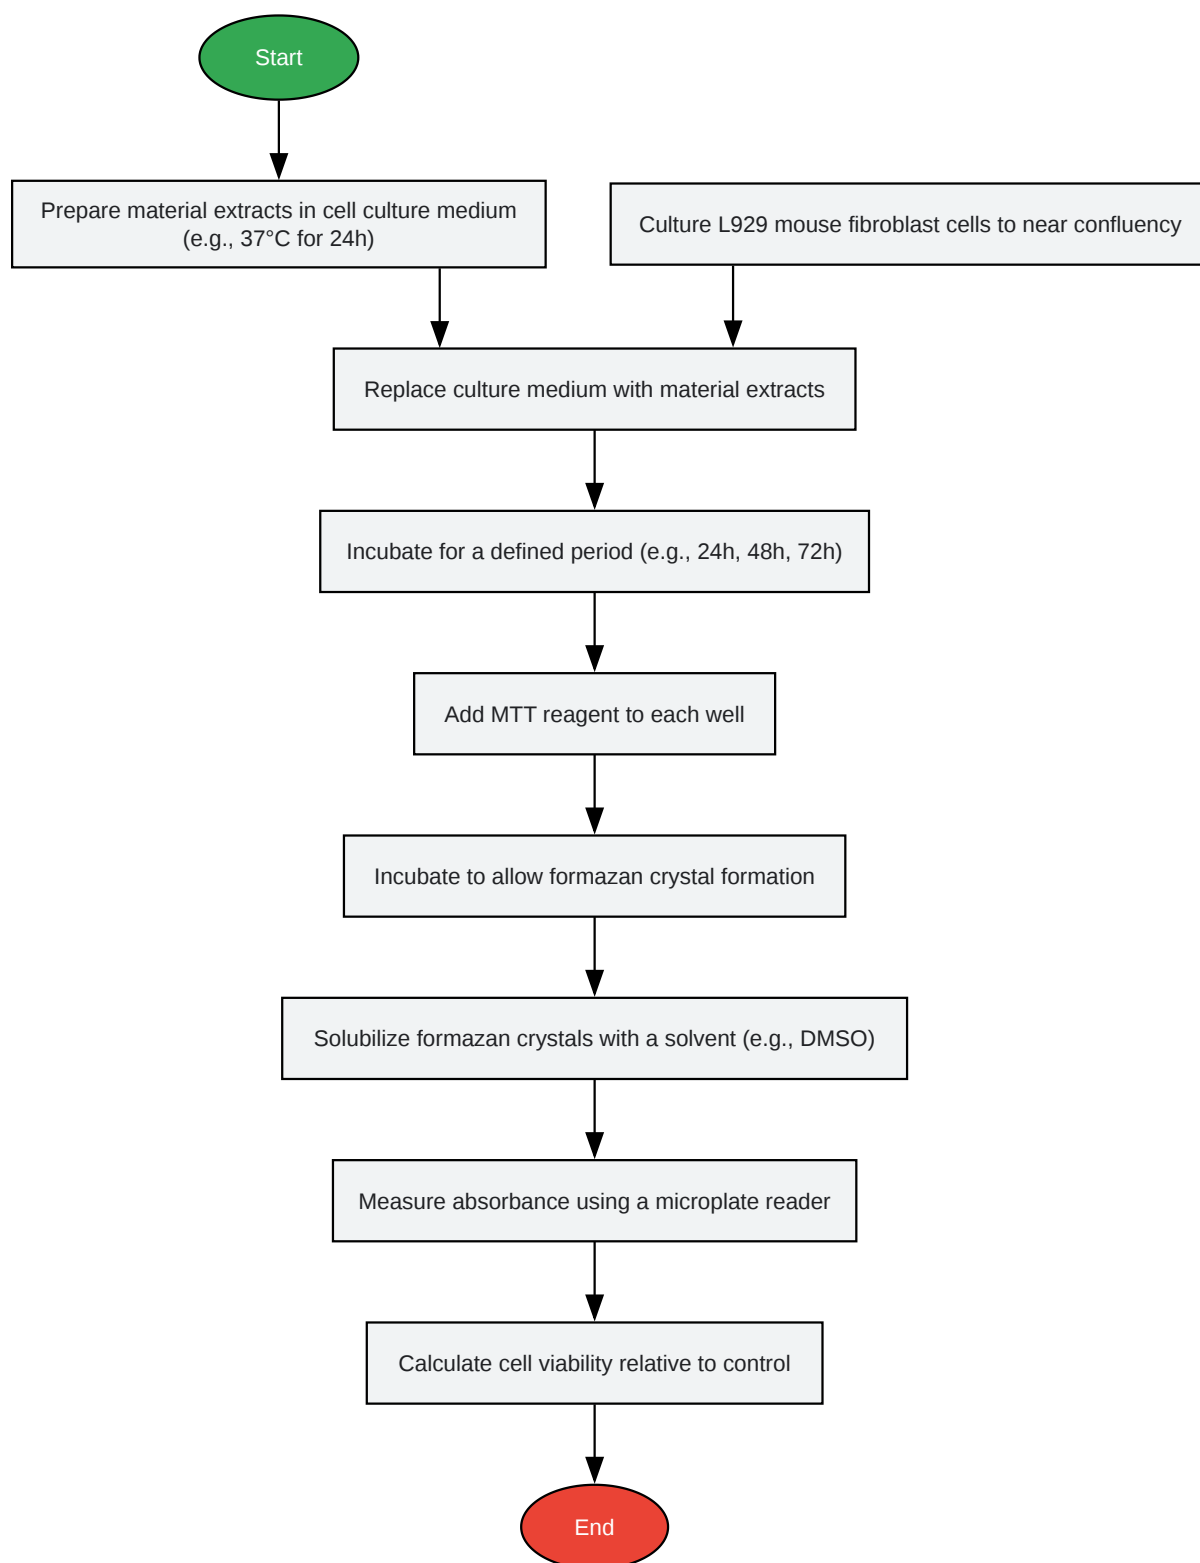 Start
Prepare material extracts in cell culture medium
(e.g., 37°C for 24h)
Culture L929 mouse fibroblast cells to near confluency
Replace culture medium with material extracts
Incubate for a defined period (e.g., 24h, 48h, 72h)
Add MTT reagent to each well
Incubate to allow formazan crystal formation
Solubilize formazan crystals with a solvent (e.g., DMSO)
Measure absorbance using a microplate reader
Calculate cell viability relative to control
End